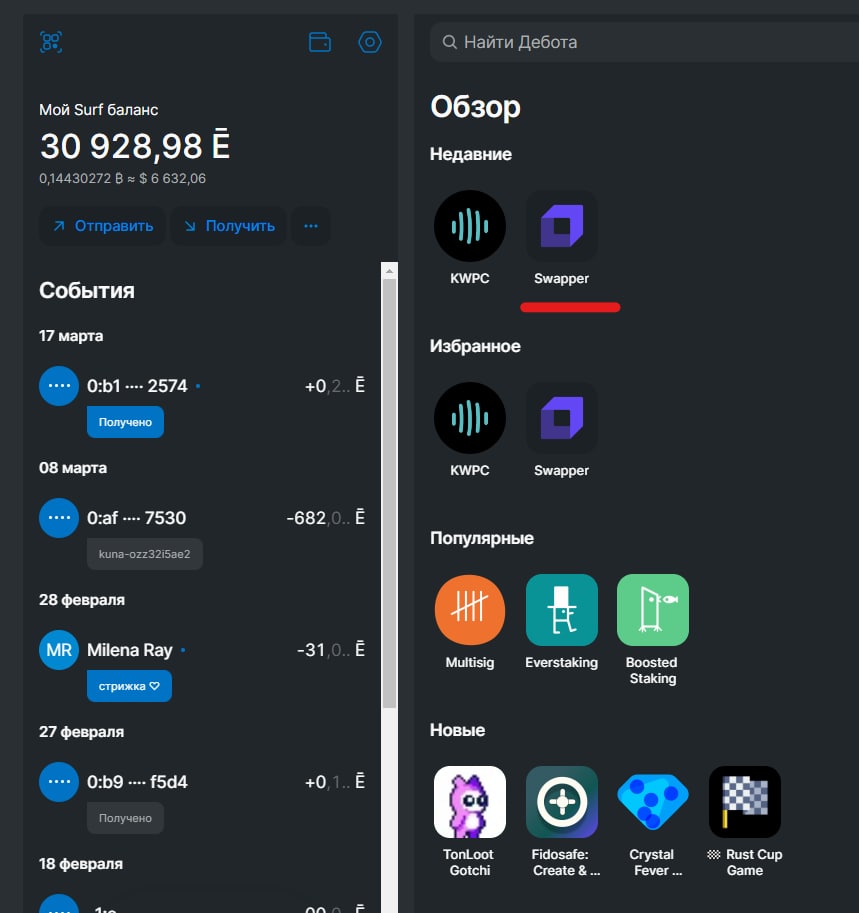 Мой Surf баланс
30 928,98 Ē
0,14430272 ₿ ≈ $ 6 632,06
Отправить
Получить
События
17 марта
0:b1 ···· 2574
+0,2.. Ē
Получено
08 марта
0:af ···· 7530
-682,0.. Ē
kuna-ozz32i5ae2
28 февраля
MR
Milena Ray
-31,0.. Ē
стрижка ♡
27 февраля
0:b9 ···· f5d4
+0,1.. Ē
Получено
18 февраля
Найти Дебота
Обзор
Недавние
KWPC
Swapper
Избранное
KWPC
Swapper
Популярные
Multisig
Everstaking
Boosted
Staking
Новые
TonLoot
Gotchi
Fidosafe:
Create & ...
Crystal
Fever ...
Rust Cup
Game